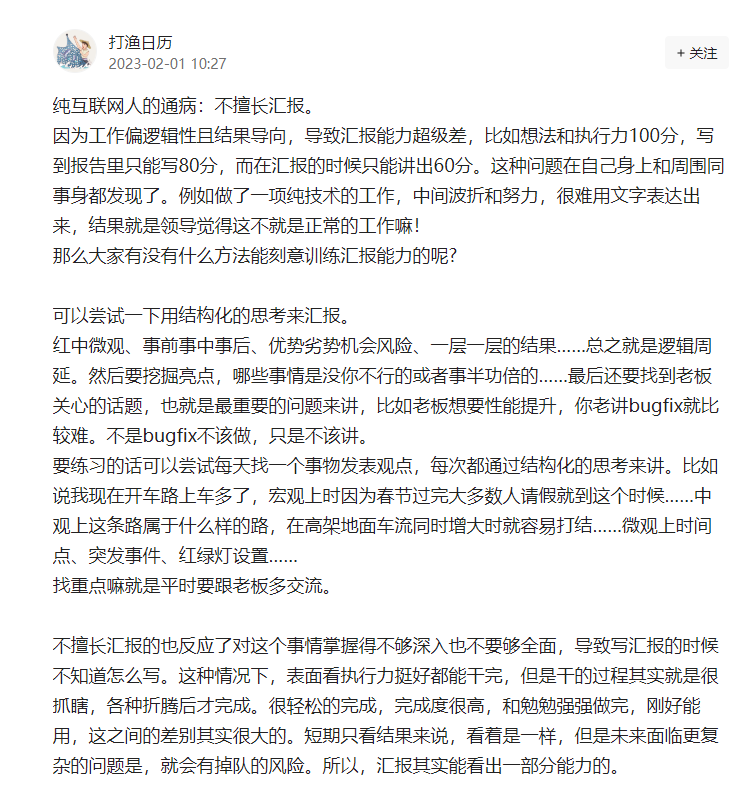 打渔日历
2023-02-01 10:27
+ 关注
纯互联网人的通病：不擅长汇报。
因为工作偏逻辑性且结果导向，导致汇报能力超级差，比如想法和执行力100分，写
到报告里只能写80分，而在汇报的时候只能讲出60分。这种问题在自己身上和周围同
事身都发现了。例如做了一项纯技术的工作，中间波折和努力，很难用文字表达出
来，结果就是领导觉得这不就是正常的工作嘛！
那么大家有没有什么方法能刻意训练汇报能力的呢?
可以尝试一下用结构化的思考来汇报。
红中微观、事前事中事后、优势劣势机会风险、一层一层的结果......总之就是逻辑周
延。然后要挖掘亮点，哪些事情是没你不行的或者事半功倍的......最后还要找到老板
关心的话题，也就是最重要的问题来讲，比如老板想要性能提升，你老讲bugfix就比
较难。不是bugfix不该做，只是不该讲。
要练习的话可以尝试每天找一个事物发表观点，每次都通过结构化的思考来讲。比如
说我现在开车路上车多了，宏观上时因为春节过完大多数人请假就到这个时候......中
观上这条路属于什么样的路，在高架地面车流同时增大时就容易打结......微观上时间
点、突发事件、红绿灯设置......
找重点嘛就是平时要跟老板多交流。
不擅长汇报的也反应了对这个事情掌握得不够深入也不要够全面，导致写汇报的时候
不知道怎么写。这种情况下，表面看执行力挺好都能干完，但是干的过程其实就是很
抓瞎，各种折腾后才完成。很轻松的完成，完成度很高，和勉勉强强做完，刚好能
用，这之间的差别其实很大的。短期只看结果来说，看着是一样，但是未来面临更复
杂的问题是，就会有掉队的风险。所以，汇报其实能看出一部分能力的。